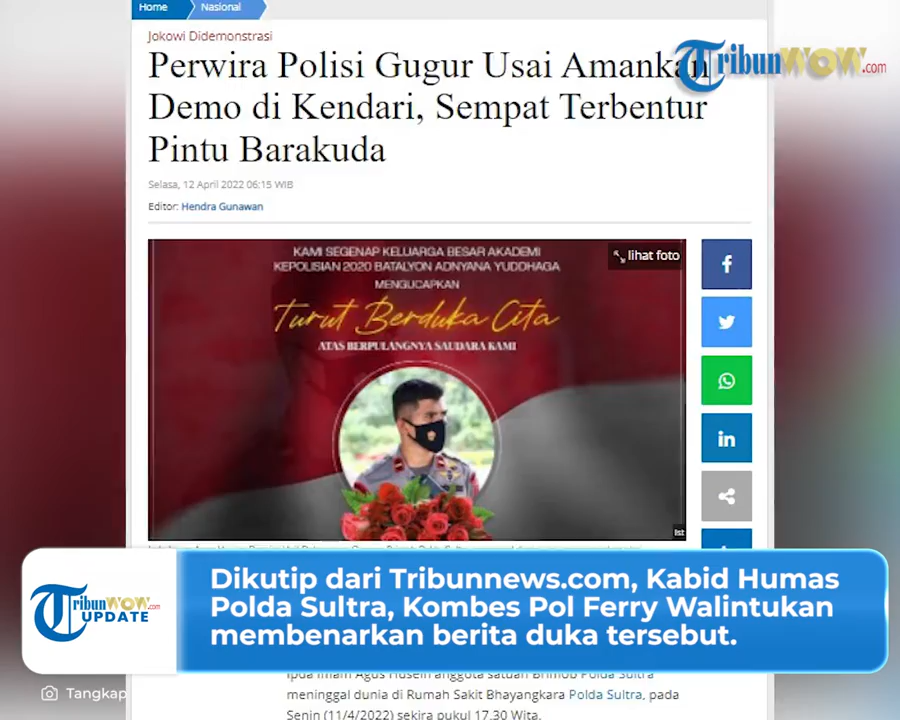 Home
Nasional
Jokowi Didemonstrasi
Perwira Polisi Gugur Usai Amankan
Demo di Kendari, Sempat Terbentur
Pintu Barakuda
TribunWOW.com
Selasa, 12 April 2022 06:15 WIB
Editor: Hendra Gunawan
KAMI SEGENAP KELUARGA BESAR AKADEMI
KEPOLISIAN 2020 BATALYON ADNYANA YUDDHAGA
MENGUCAPKAN
lihat foto
Turut Berduka Cita
ATAS BERPULANGNYA SAUDARA KAMI
f
in
Ist
TribunWOW.com
UPDATE
Dikutip dari Tribunnews.com, Kabid Humas
Polda Sultra, Kombes Pol Ferry Walintukan
membenarkan berita duka tersebut.
Ipda Imam Agus Husein anggota satuan Brimob Polda Sultra
meninggal dunia di Rumah Sakit Bhayangkara Polda Sultra, pada
Senin (11/4/2022) sekira pukul 17.30 Wita.
Tangkap